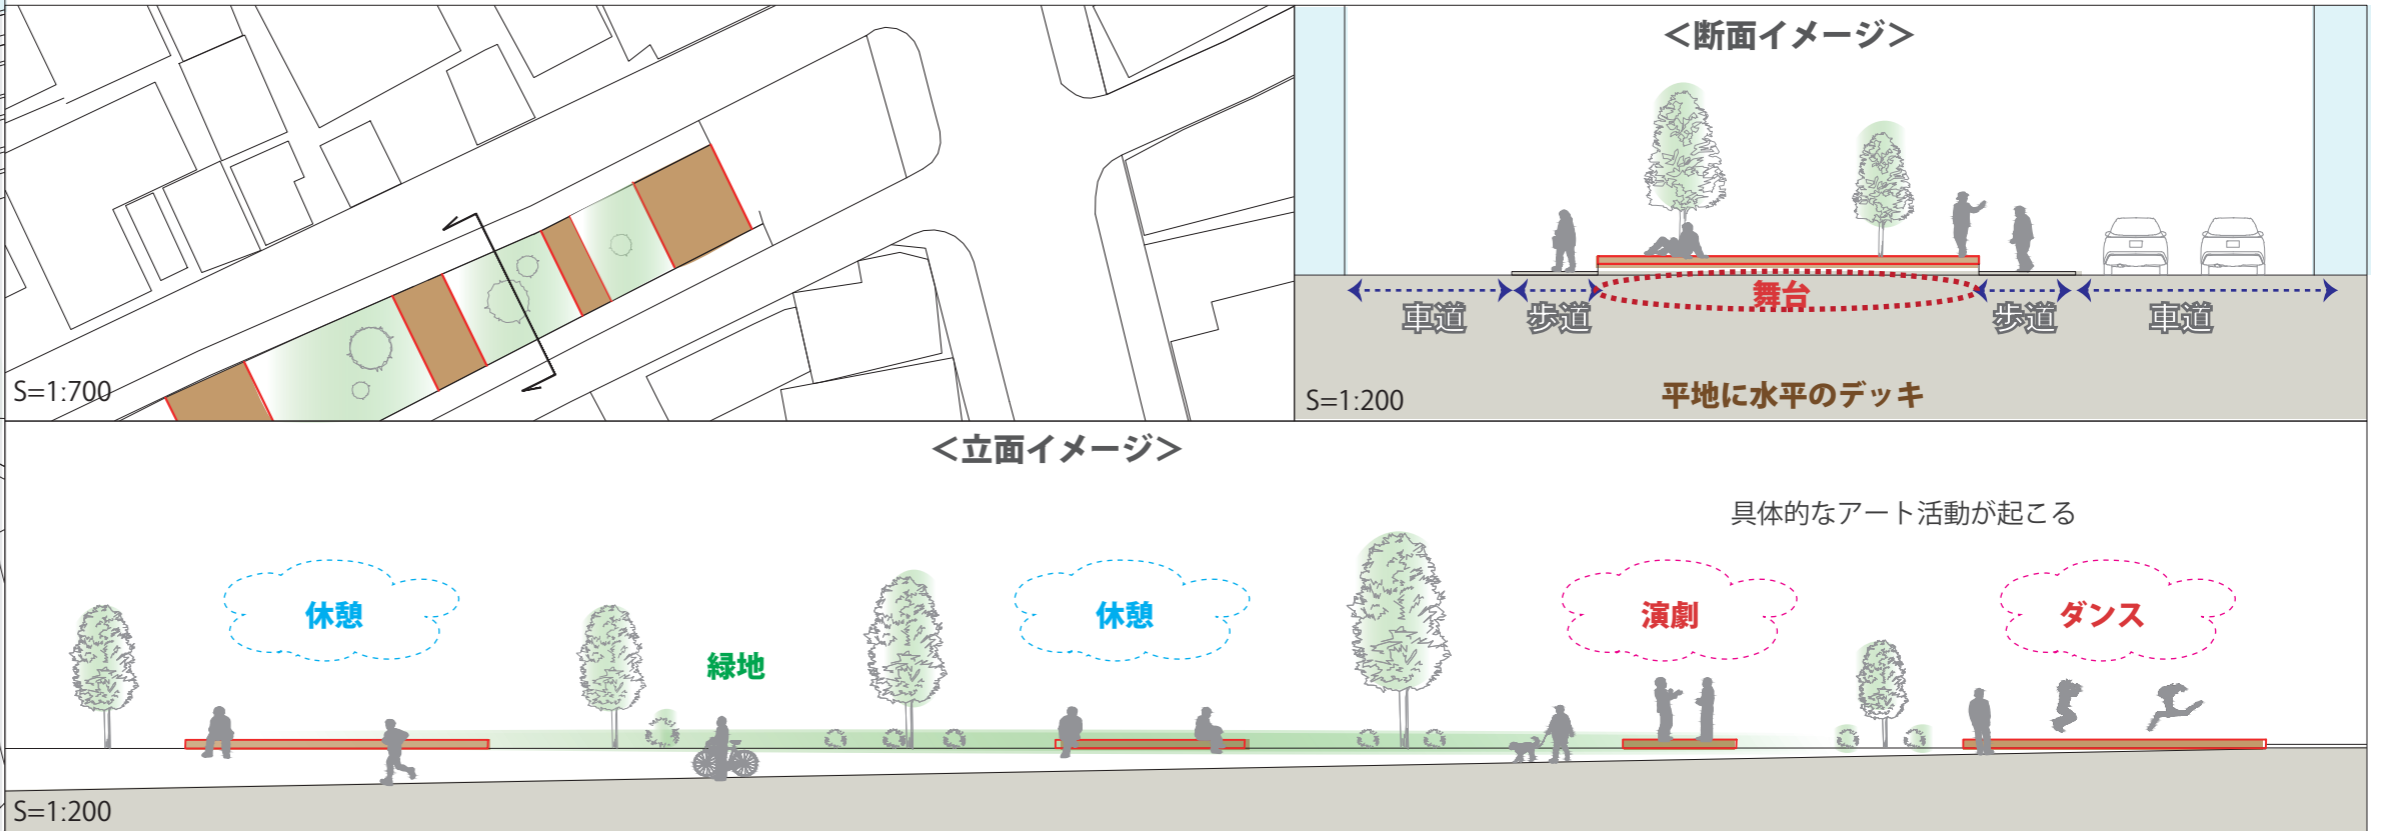 S=1:700
<断面イメージ>
舞台
車道
歩道
歩道
車道
平地に水平のデッキ
S=1:200
<立面イメージ>
具体的なアート活動が起こる
休憩
緑地
休憩
演劇
ダンス
S=1:200